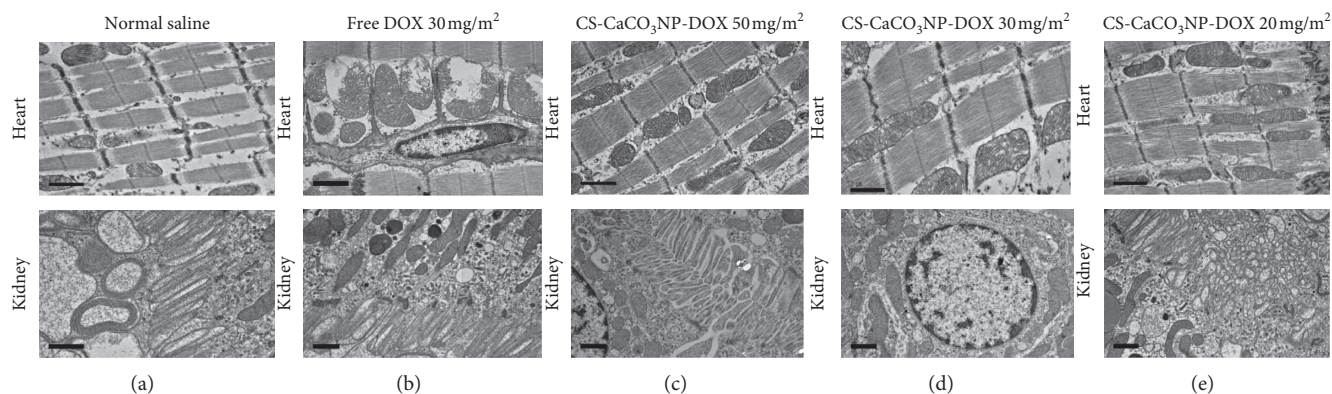 Normal saline
Free DOX 30 mg/m²
CS-CaCO₃NP-DOX 50 mg/m²
CS-CaCO₃NP-DOX 30 mg/m²
CS-CaCO₃NP-DOX 20 mg/m²
Heart
Heart
Heart
Heart
Heart
Kidney
Kidney
Kidney
Kidney
Kidney
(a)
(b)
(c)
(d)
(e)